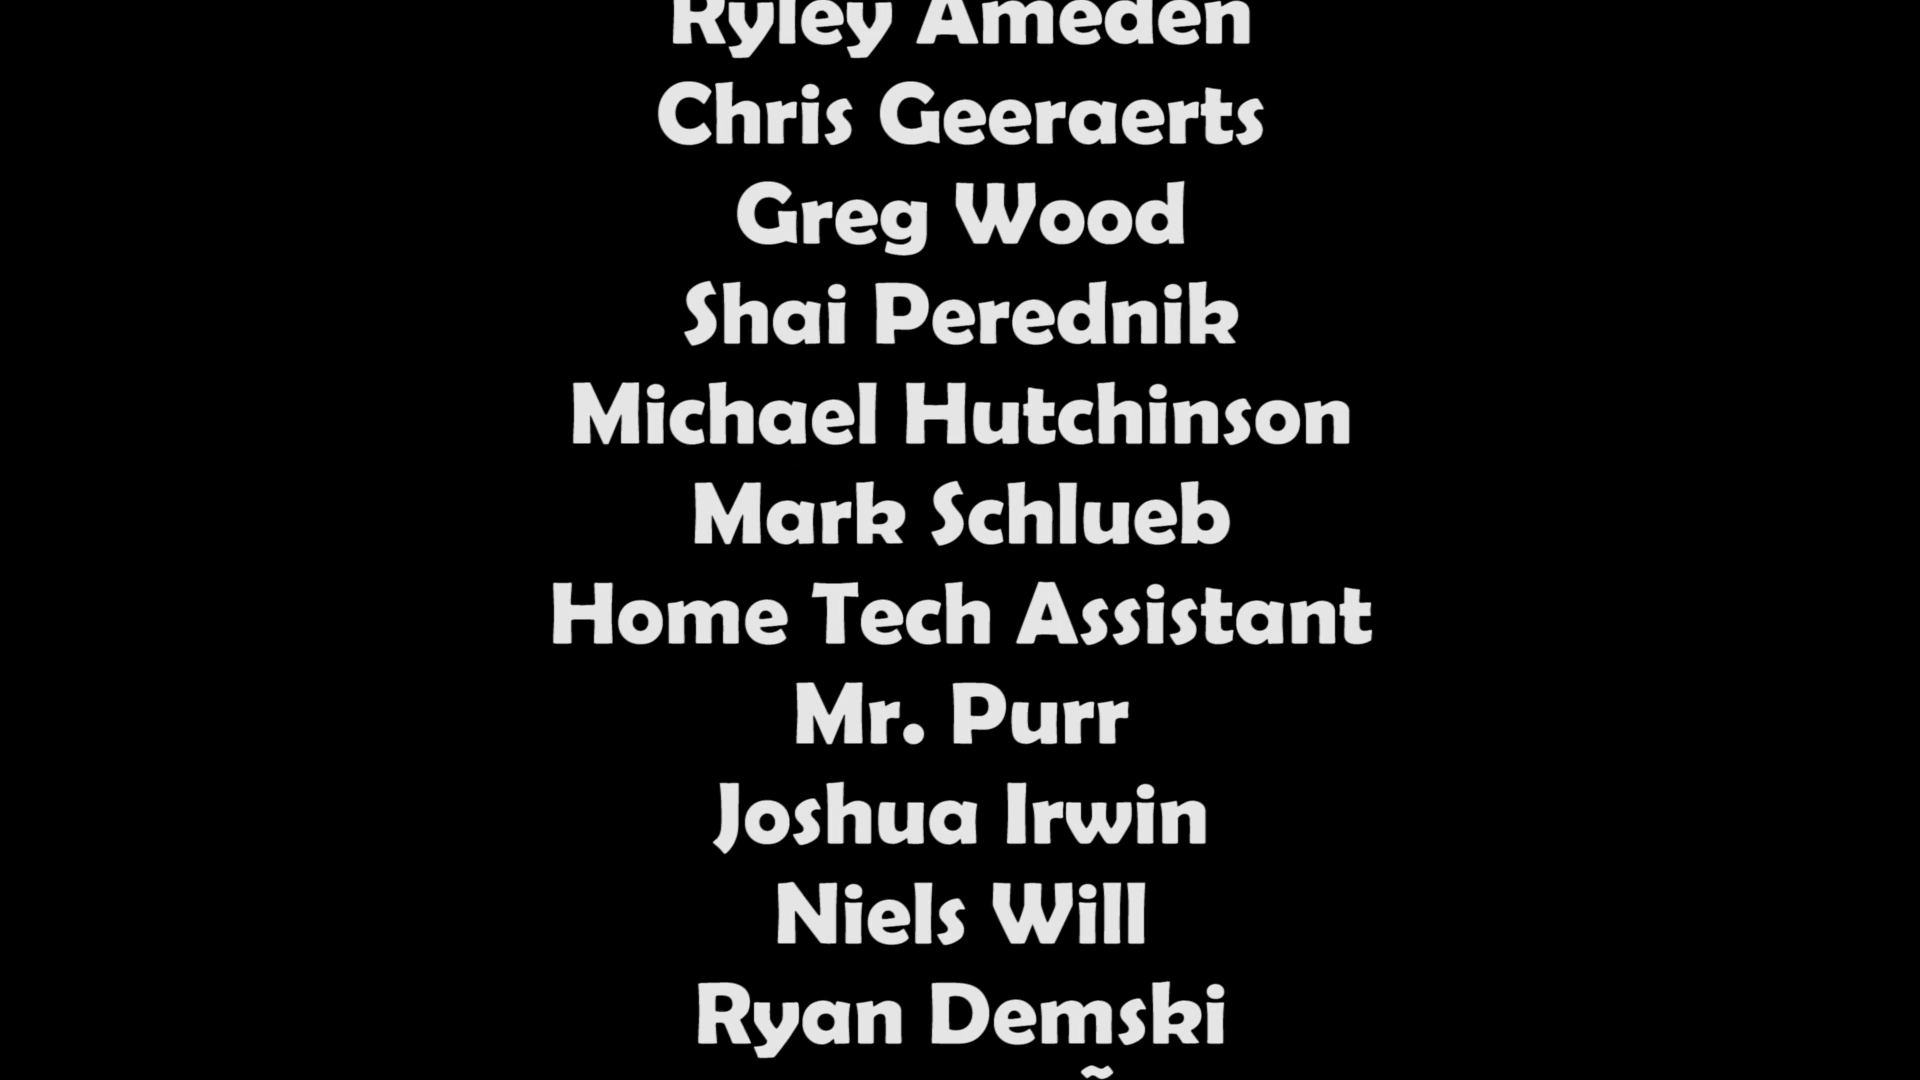 Ryley Ameden
Chris Geeraerts
Greg Wood
Shai Perednik
Michael Hutchinson
Mark Schlueb
Home Tech Assistant
Mr. Purr
Joshua Irwin
Niels Will
Ryan Demski